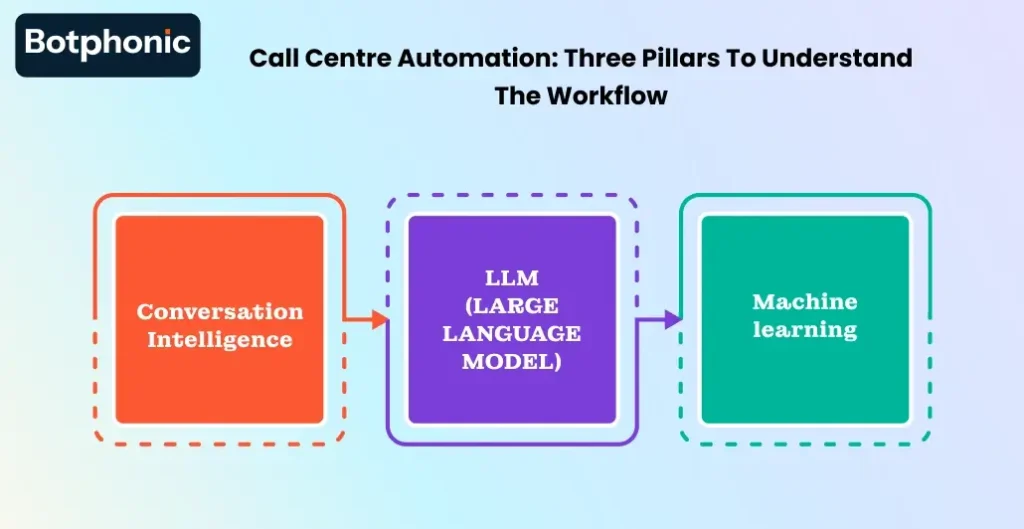 Botphonic
Call Centre Automation: Three Pillars To Understand
The Workflow
Conversation
Intelligence
LLM
(LARGE
LANGUAGE
MODEL)
Machine
learning